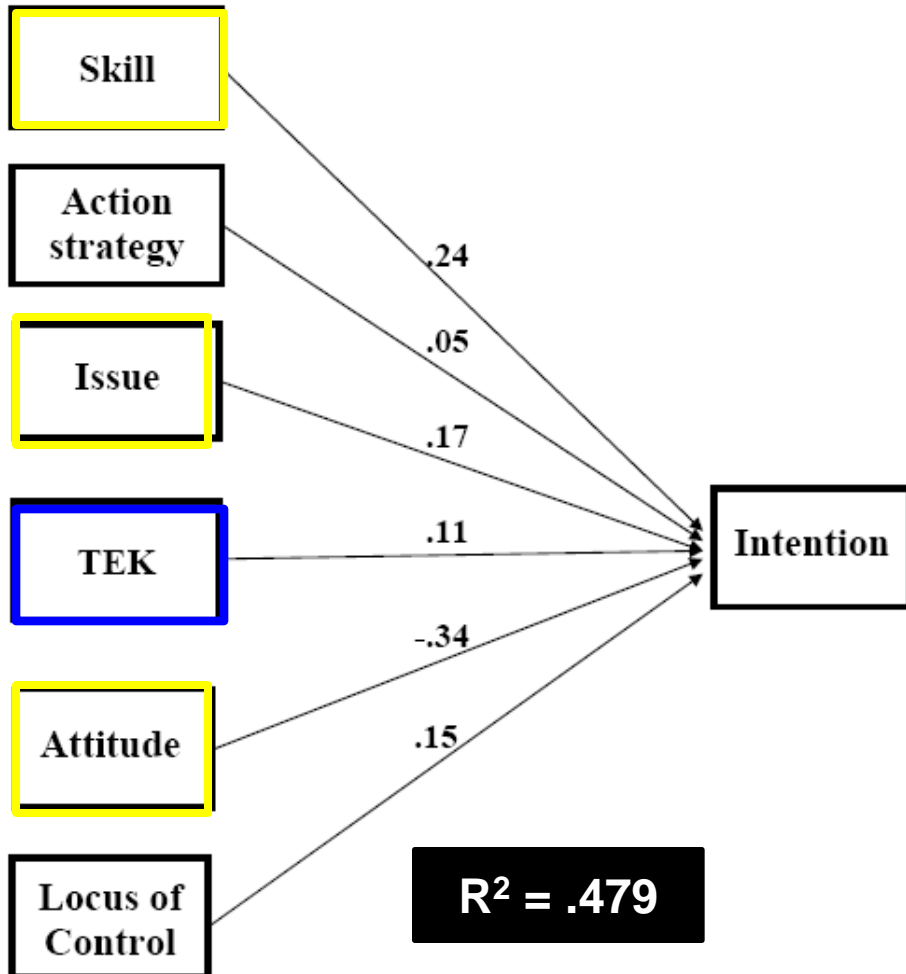 Skill
Action
strategy
.24
.05
Issue
.17
.11
TEK
Intention
-.34
Attitude
.15
Locus of
Control
R² = .479